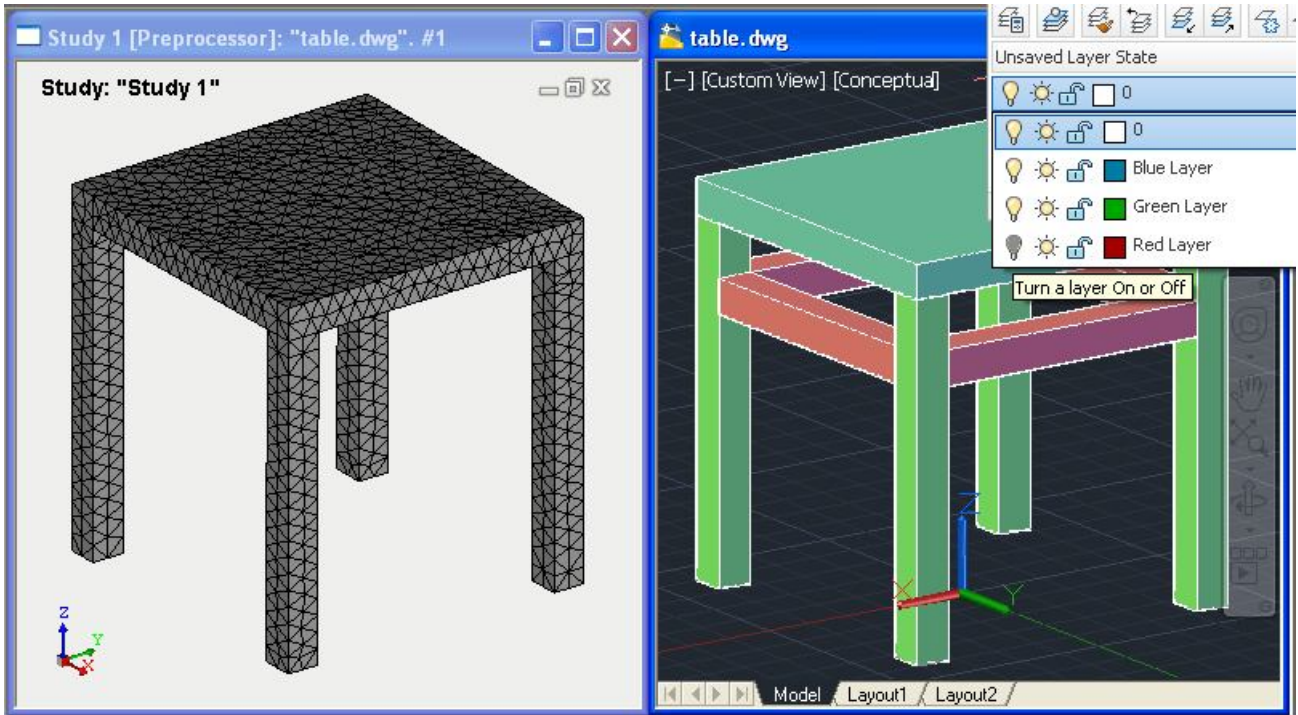 Study 1 [Preprocessor]: "table.dwg". #1
Study: "Study 1"
Z
Y
X
table.dwg
[−] [Custom View] [Conceptual]
Unsaved Layer State
0
0
Blue Layer
Green Layer
Red Layer
Turn a layer On or Off
Z
X
Y
Model
Layout1
Layout2